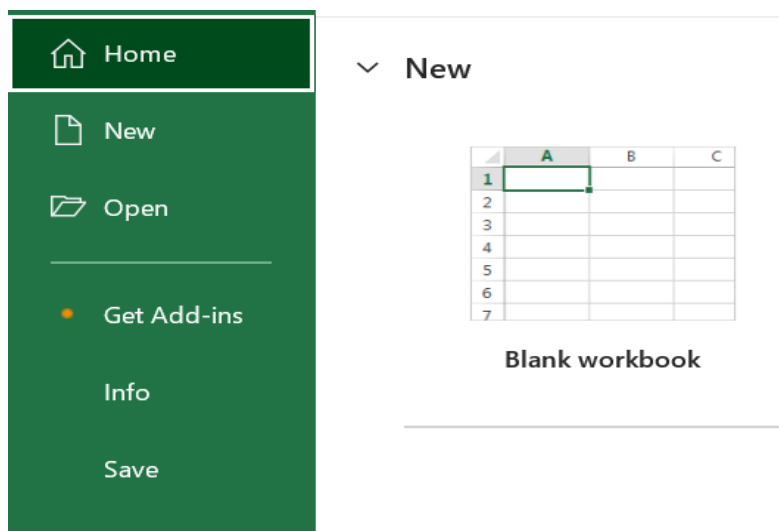 Home
New
Open
Get Add-ins
Info
Save
New
A B C
1
2
3
4
5
6
7
Blank workbook